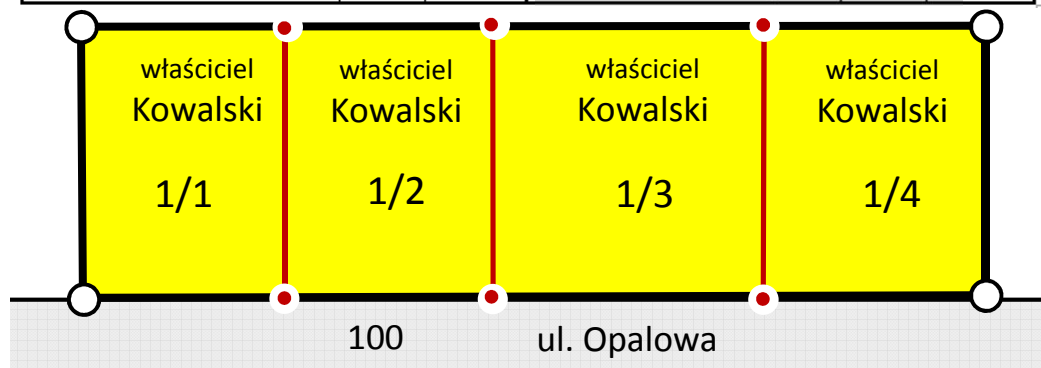 właściciel
Kowalski
1/1
właściciel
Kowalski
1/2
właściciel
Kowalski
1/3
właściciel
Kowalski
1/4
100
ul. Opalowa